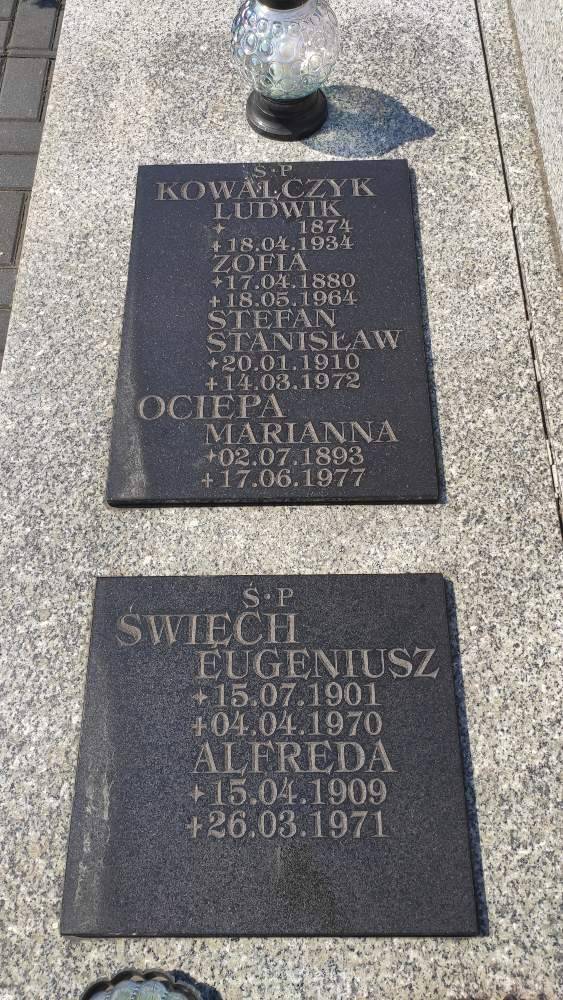 Ś·P
KOWALCZYK
LUDWIK
* 1874
+18.04.1934
ZOFIA
*17.04.1880
+18.05.1964
STEFAN
STANISŁAW
*20.01.1910
+14.03.1972
OCIEPA
MARIANNA
*02.07.1893
+17.06.1977
Ś·P
ŚWIĘCH
EUGENIUSZ
*15.07.1901
+04.04.1970
ALFREDA
*15.04.1909
+26.03.1971